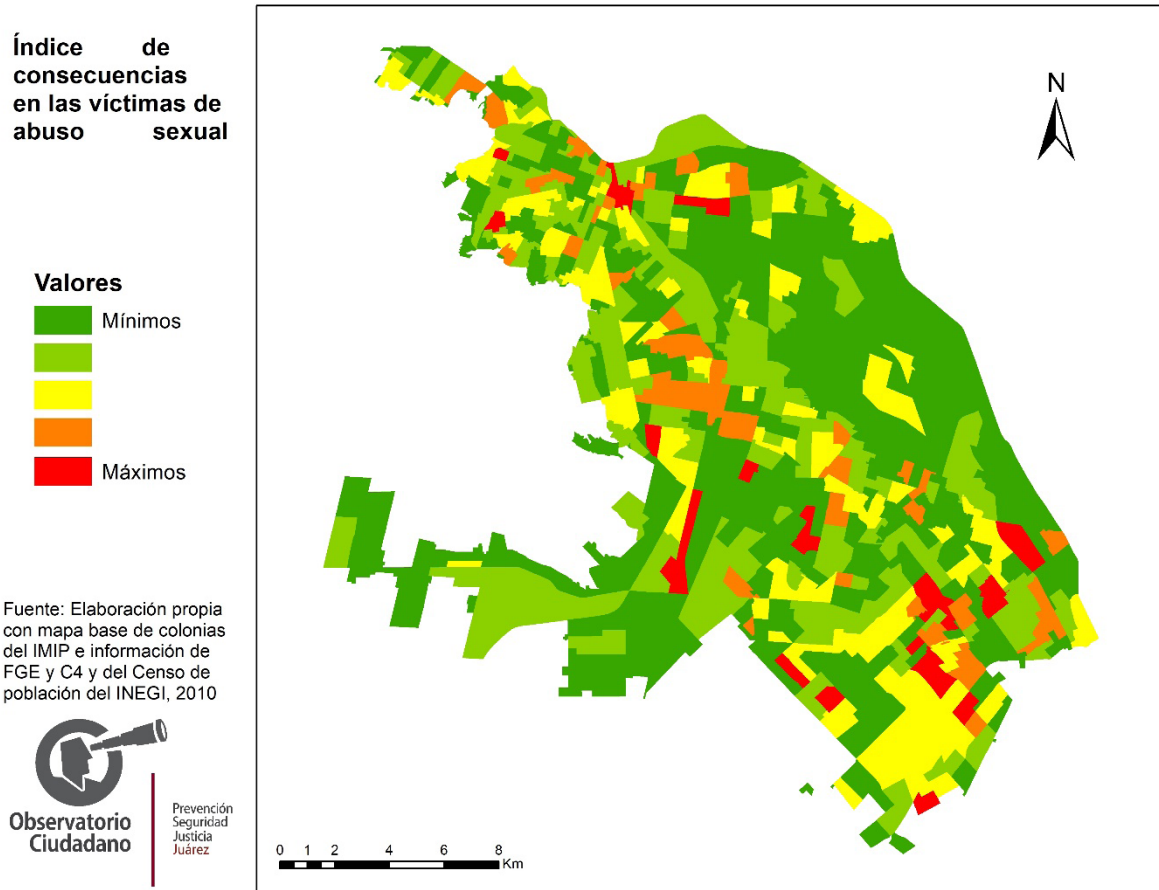 Índice de
consecuencias
en las víctimas de
abuso sexual
Valores
Mínimos
Máximos
Fuente: Elaboración propia
con mapa base de colonias
del IMIP e información de
FGE y C4 y del Censo de
población del INEGI, 2010
Observatorio
Ciudadano
Prevención
Seguridad
Justicia
Juárez
N
0 1 2 4 6 8
Km